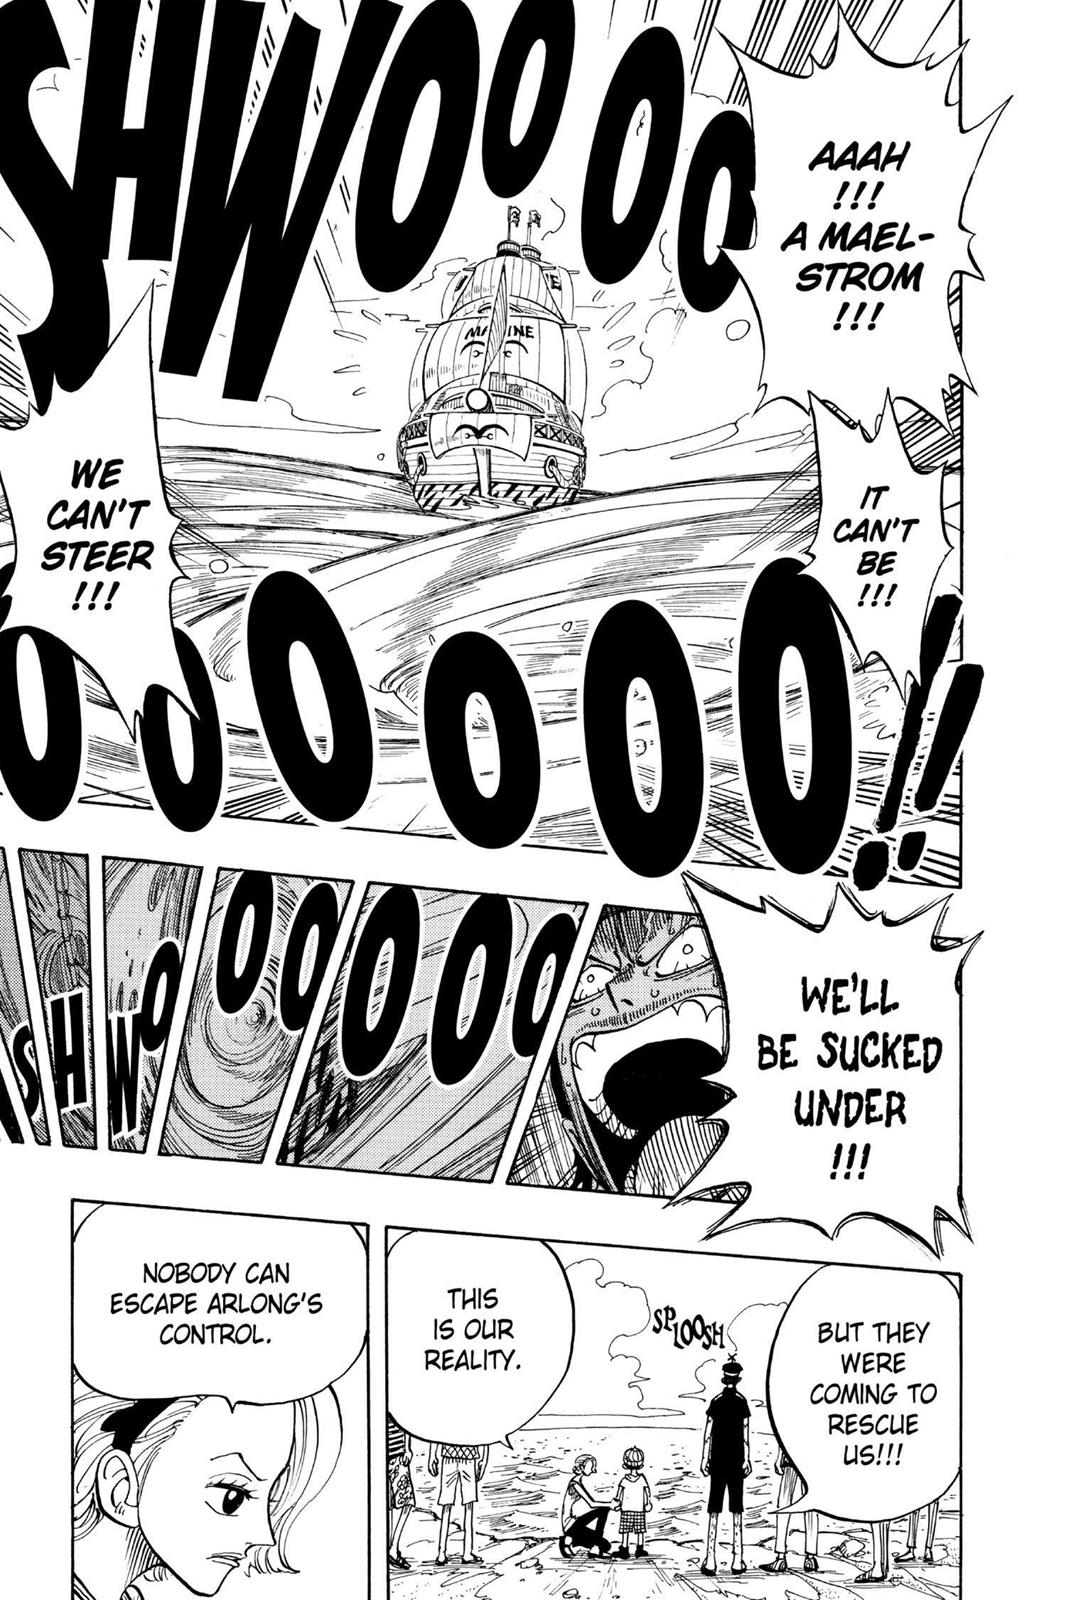 SHWOOOO
AAAH
!!!
A MAEL-
STROM
!!!
MARINE
IT
CAN'T
BE
!!!
WE
CAN'T
STEER
!!!
OOOOOOO!!
WE'LL
BE SUCKED
UNDER
!!!
SHWOOOOOOO
BUT THEY
WERE
COMING TO
RESCUE
US!!!
SPLOOSH
THIS
IS OUR
REALITY.
NOBODY CAN
ESCAPE ARLONG'S
CONTROL.